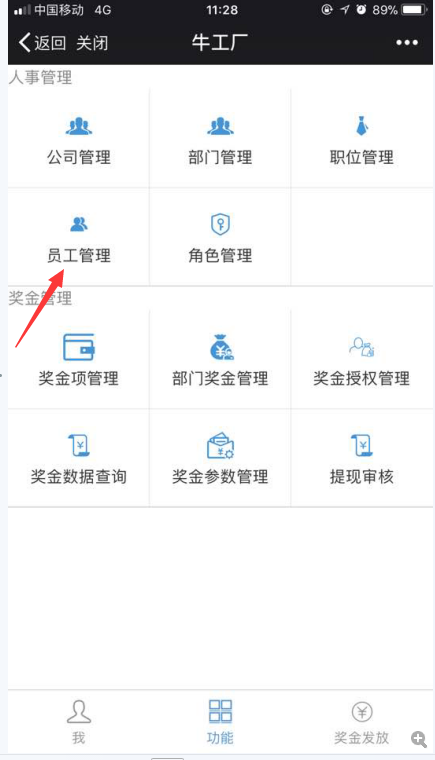 中国移动 4G 11:28 89%
返回 关闭 牛工厂
人事管理
公司管理 部门管理 职位管理
员工管理 角色管理
奖金管理
奖金项管理 部门奖金管理 奖金授权管理
奖金数据查询 奖金参数管理 提现审核
我 功能 奖金发放